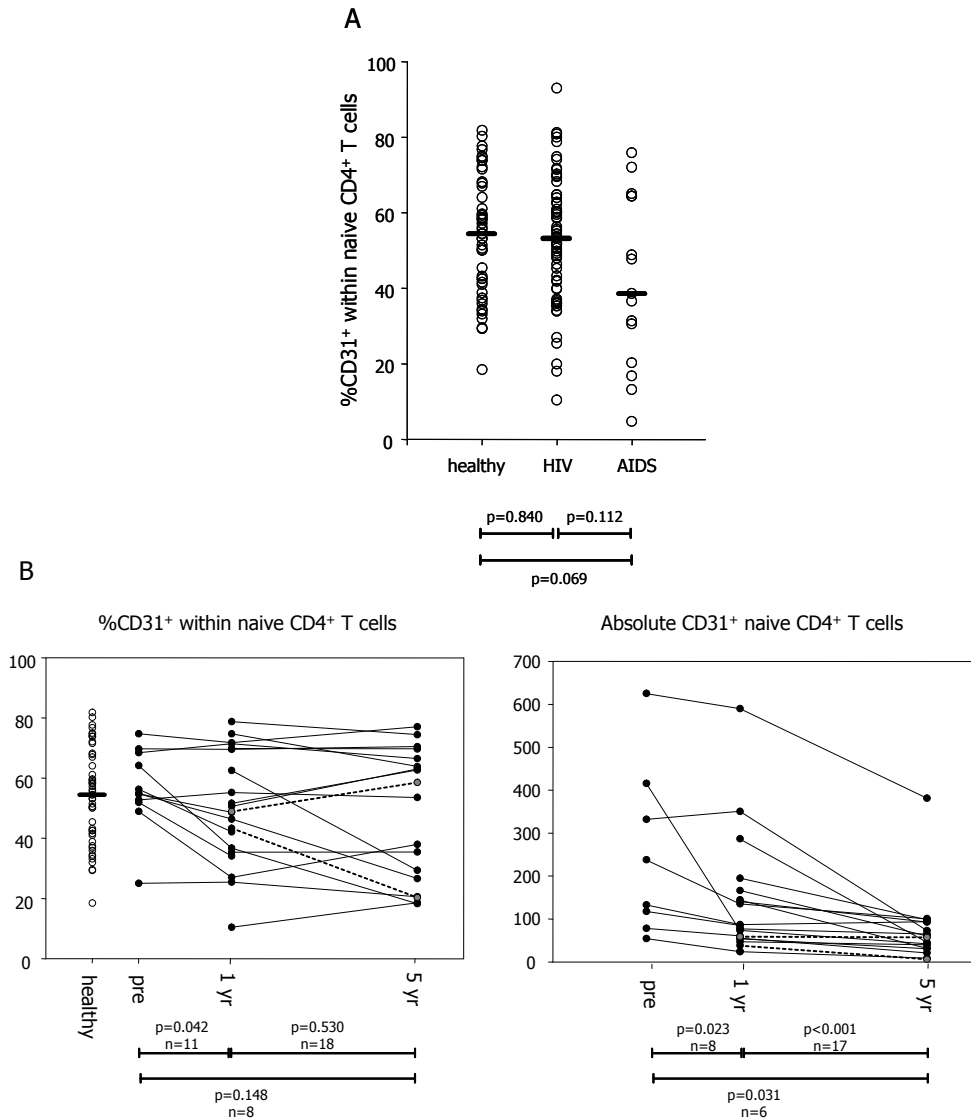 A
%CD31⁺ within naive CD4⁺ T cells
100
80
60
40
20
0
healthy HIV AIDS
p=0.840 p=0.112
p=0.069
B
%CD31⁺ within naive CD4⁺ T cells
100
80
60
40
20
0
healthy
pre
1 yr
5 yr
p=0.042 p=0.530
n=11 n=18
p=0.148
n=8
Absolute CD31⁺ naive CD4⁺ T cells
700
600
500
400
300
200
100
0
pre
1 yr
5 yr
p=0.023 p<0.001
n=8 n=17
p=0.031
n=6